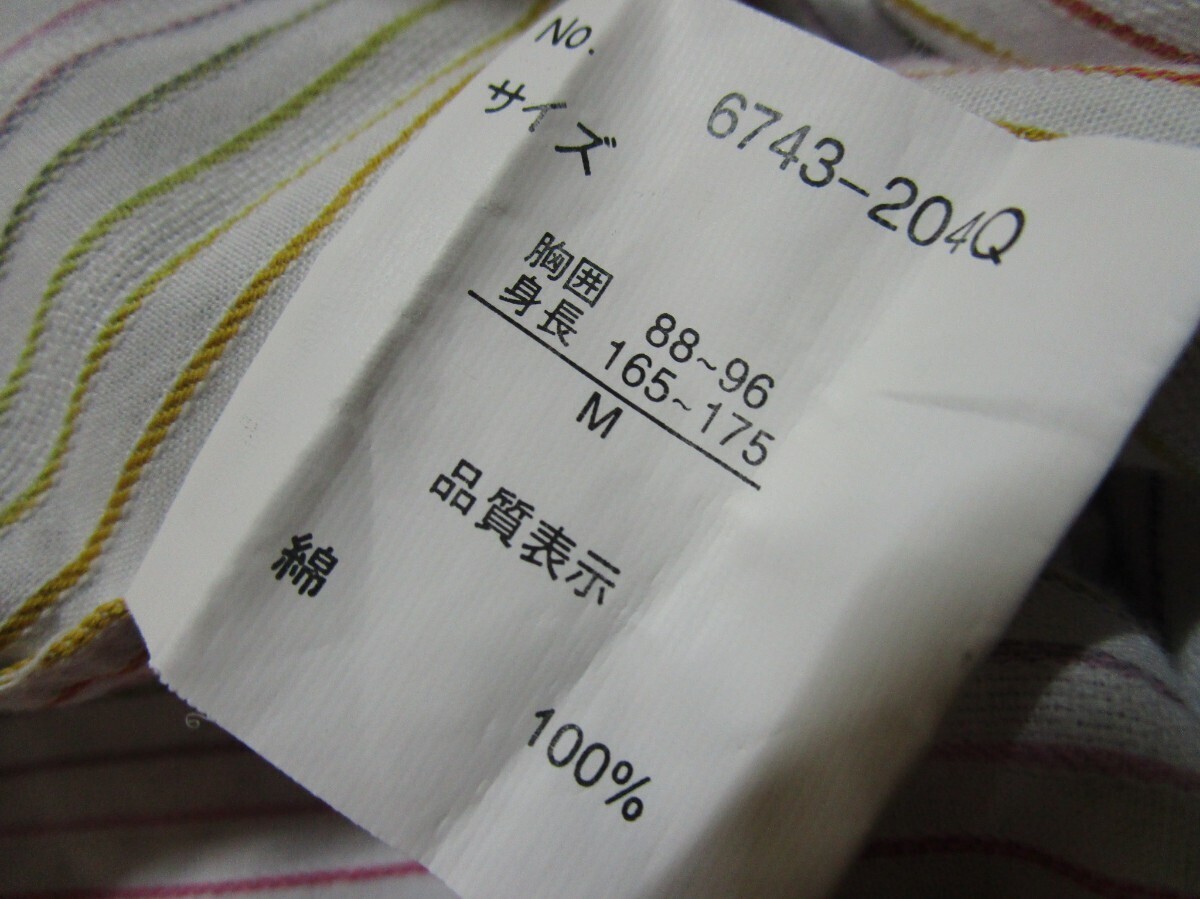 No. 6743-204Q
サイズ
胸囲 88~96
身長 165~175
M
品質表示
綿 100%